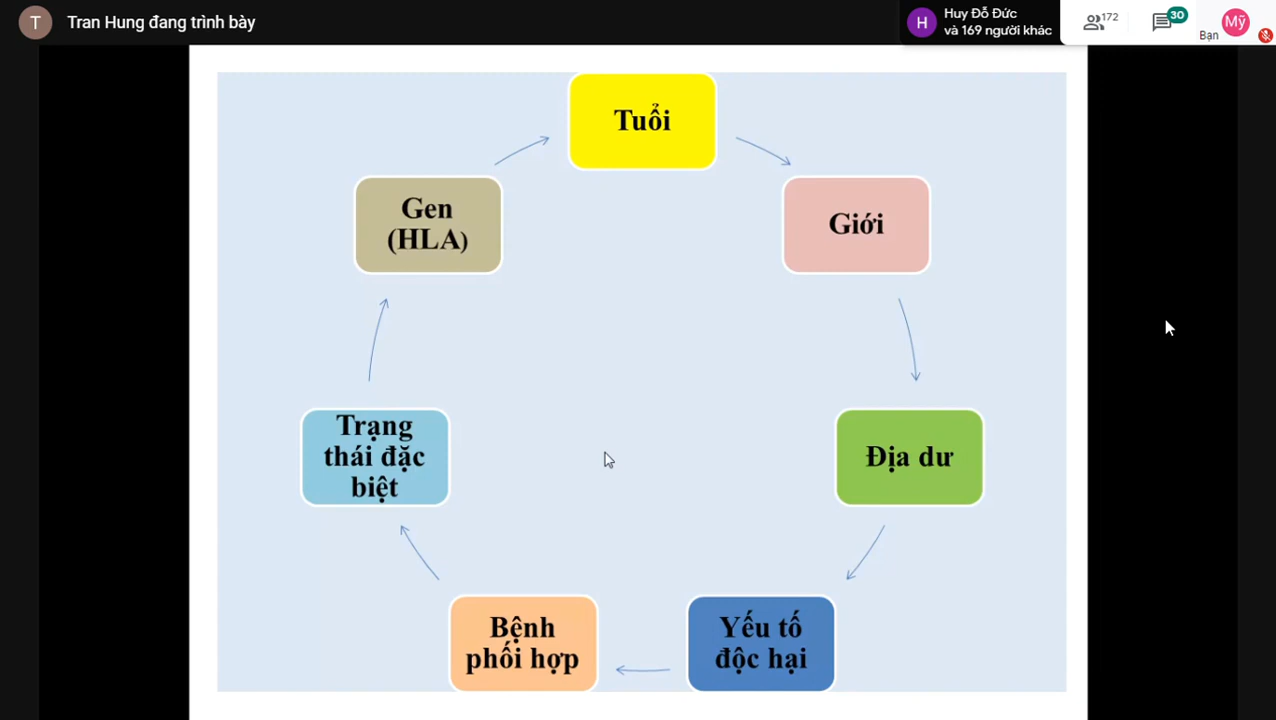 T
Tran Hung đang trình bày
H
Huy Đỗ Đức
và 169 người khác
172
30
Bạn
Mỹ
Tuổi
Gen
(HLA)
Giới
Trạng
thái đặc
biệt
Địa dư
Bệnh
phối hợp
Yếu tố
độc hại